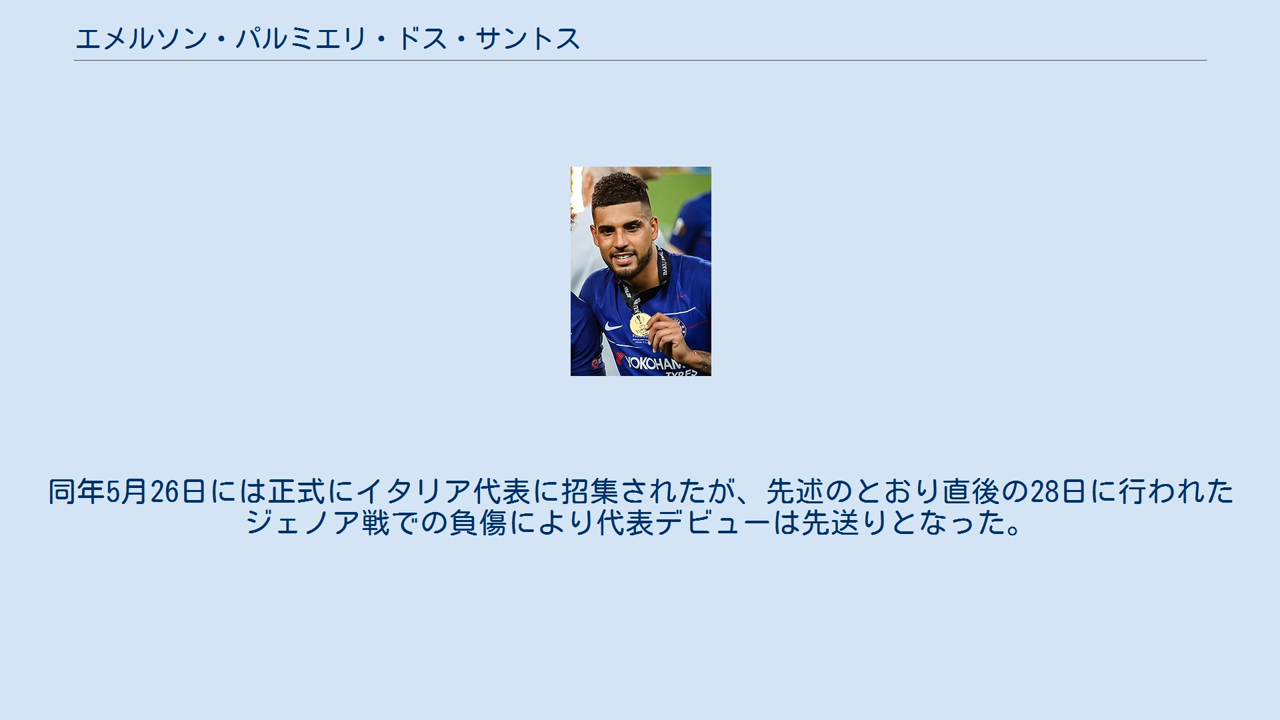 エメルソン・パルミエリ・ドス・サントス
YOKOHAM
TYRES
同年5月26日には正式にイタリア代表に招集されたが、先述のとおり直後の28日に行われた
ジェノア戦での負傷により代表デビューは先送りとなった。